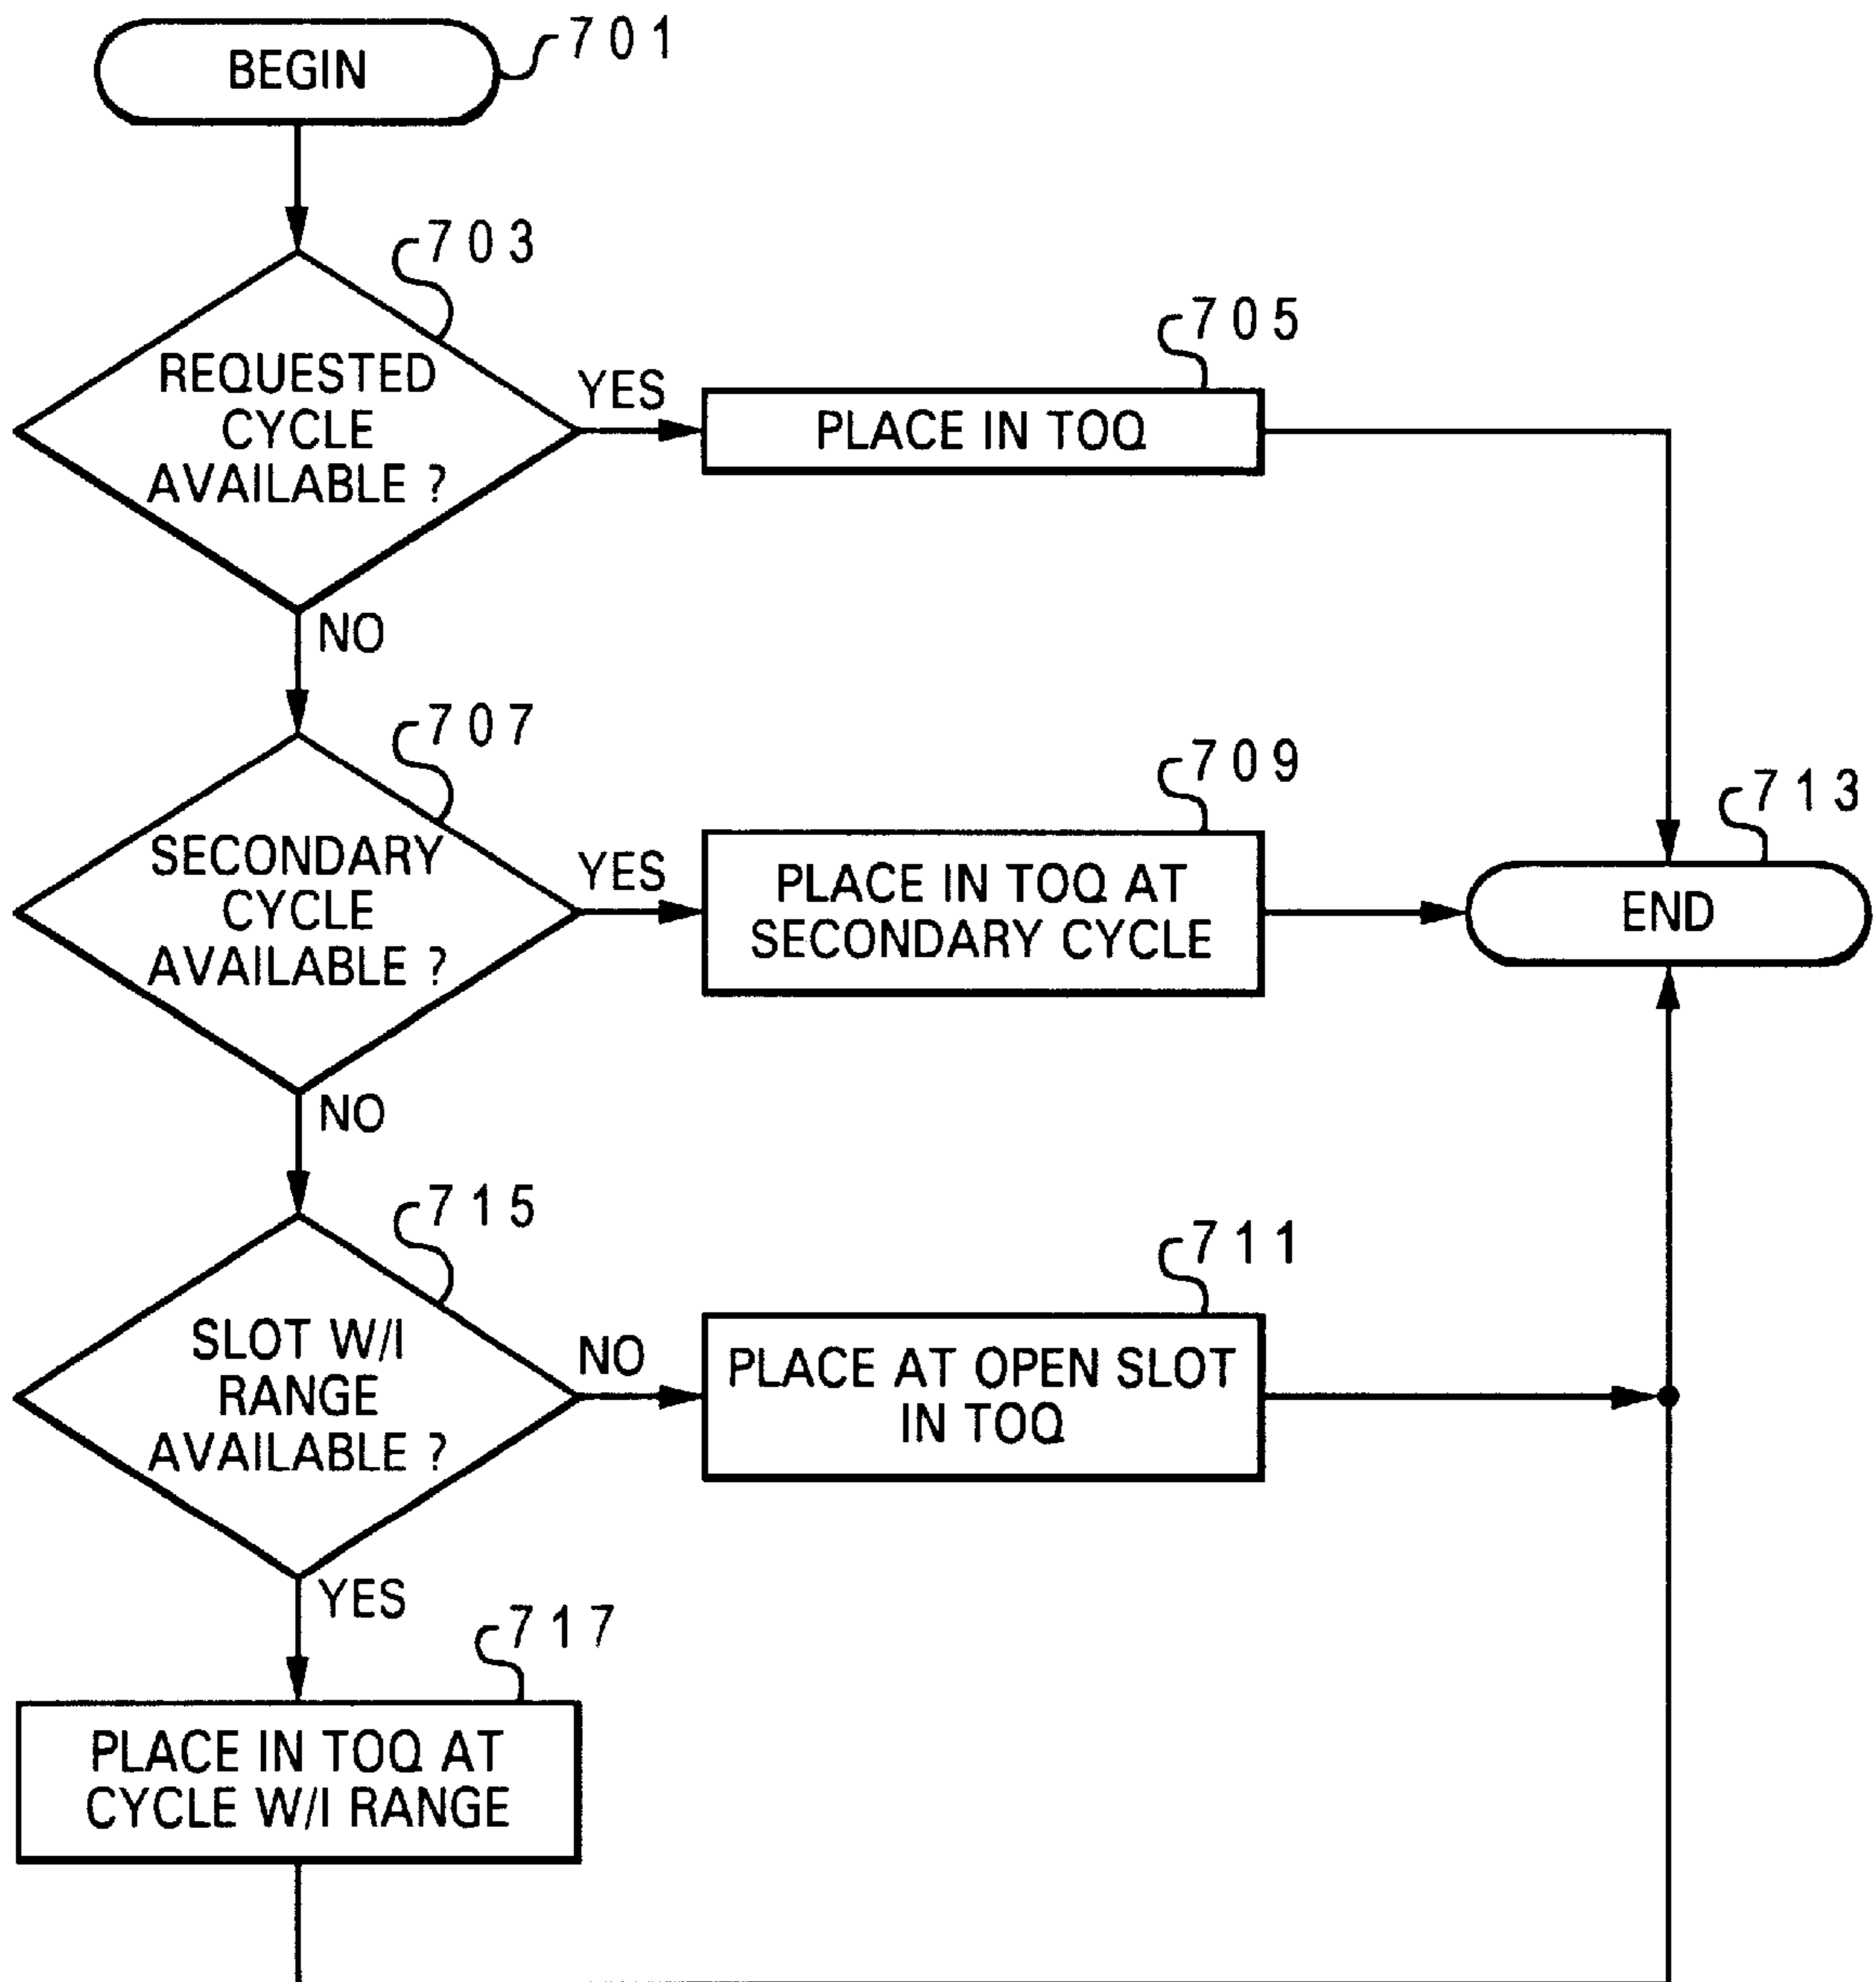 BEGIN
701
703
REQUESTED
CYCLE
AVAILABLE ?
YES
705
PLACE IN TOQ
NO
707
SECONDARY
CYCLE
AVAILABLE ?
YES
709
PLACE IN TOQ AT
SECONDARY CYCLE
713
END
NO
715
SLOT W/I
RANGE
AVAILABLE ?
NO
711
PLACE AT OPEN SLOT
IN TOQ
YES
717
PLACE IN TOQ AT
CYCLE W/I RANGE